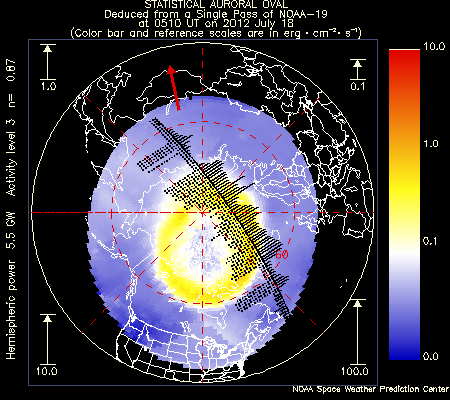 STATISTICAL AURORAL OVAL
Deduced from a Single Pass of NOAA-19
at 0510 UT on 2012 July 18
(Color bar and reference scales are in erg · cm⁻² · s⁻¹)
Hemispheric power 5.5 GW Activity level 3 n= 0.87
1.0
0.1
10.0
100.0
60
10.0
1.0
0.1
0.0
NOAA Space Weather Prediction Center